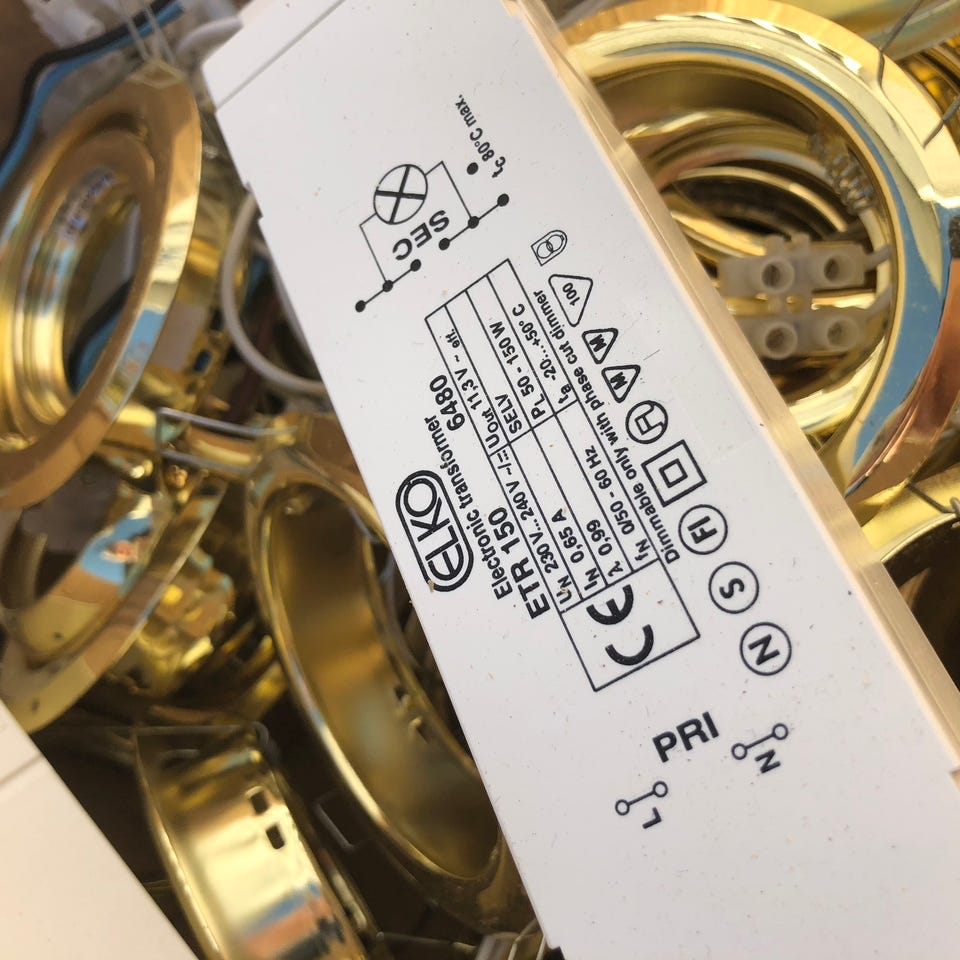 ELKO
Electronic transformer
ETR 150 6480
UN 230 V... 240 V ~/= UOUT 11,3 V ~ eff.
IN 0,65 A SELV
λ 0,99 PL 50 - 150 W
fN 0/50 - 60 Hz ta -20...+50° C
Dimmable only with phase cut dimmer
CE
N S FI F M M 100
SEC
tc 80°C max.
PRI
L
N